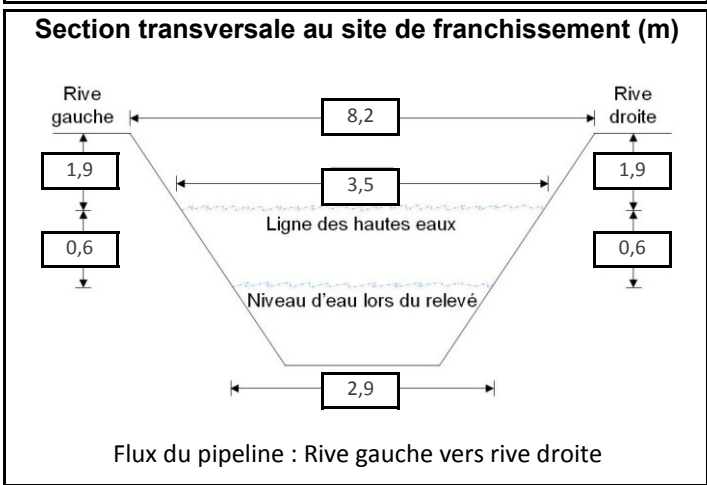 Section transversale au site de franchissement (m)
Rive
gauche
8,2
Rive
droite
1,9
3,5
1,9
Ligne des hautes eaux
0,6
0,6
Niveau d'eau lors du relevé
2,9
Flux du pipeline : Rive gauche vers rive droite